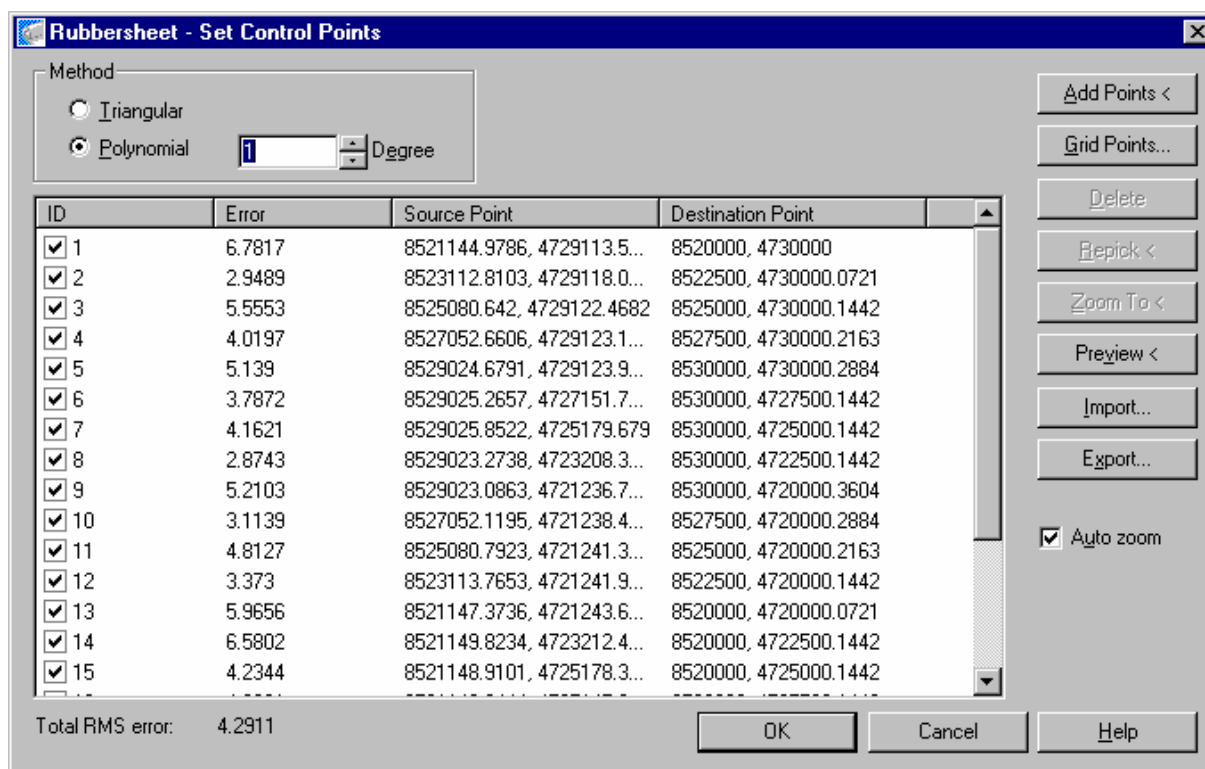 Rubbersheet - Set Control Points
Method
Triangular
Polynomial 1 Degree
Add Points <
Grid Points...
Delete
Repick <
Zoom To <
Preview <
Import...
Export...
Auto zoom
ID Error Source Point Destination Point
1 6.7817 8521144.9786, 4729113.5... 8520000, 4730000
2 2.9489 8523112.8103, 4729118.0... 8522500, 4730000.0721
3 5.5553 8525080.642, 4729122.4682 8525000, 4730000.1442
4 4.0197 8527052.6606, 4729123.1... 8527500, 4730000.2163
5 5.139 8529024.6791, 4729123.9... 8530000, 4730000.2884
6 3.7872 8529025.2657, 4727151.7... 8530000, 4727500.1442
7 4.1621 8529025.8522, 4725179.679 8530000, 4725000.1442
8 2.8743 8529023.2738, 4723208.3... 8530000, 4722500.1442
9 5.2103 8529023.0863, 4721236.7... 8530000, 4720000.3604
10 3.1139 8527052.1195, 4721238.4... 8527500, 4720000.2884
11 4.8127 8525080.7923, 4721241.3... 8525000, 4720000.2163
12 3.373 8523113.7653, 4721241.9... 8522500, 4720000.1442
13 5.9656 8521147.3736, 4721243.6... 8520000, 4720000.0721
14 6.5802 8521149.8234, 4723212.4... 8520000, 4722500.1442
15 4.2344 8521148.9101, 4725178.3... 8520000, 4725000.1442
Total RMS error: 4.2911
OK
Cancel
Help